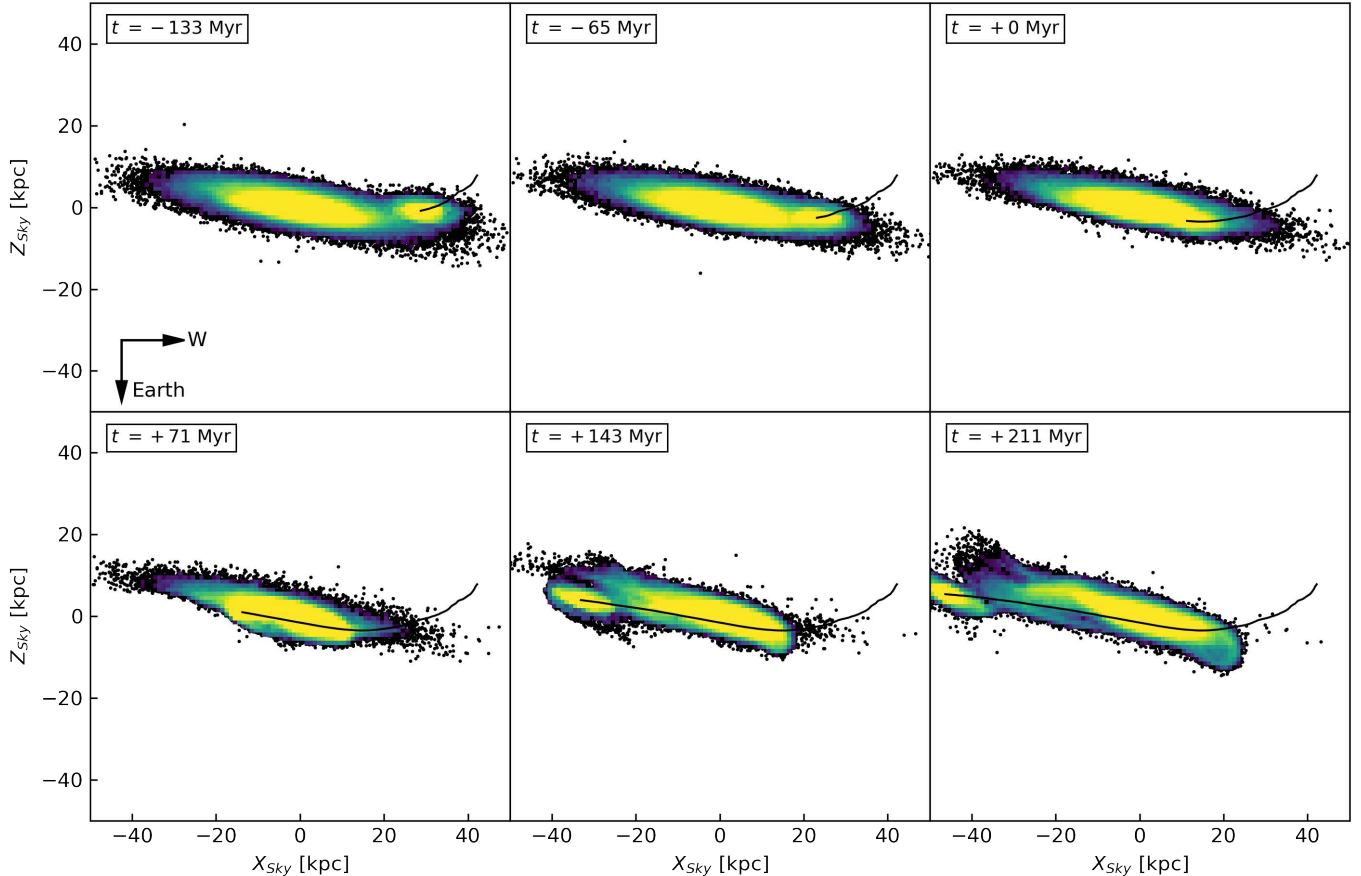 t = −133 Myr
t = −65 Myr
t = +0 Myr
40
20
0
−20
−40
Z_Sky [kpc]
W
Earth
t = +71 Myr
t = +143 Myr
t = +211 Myr
40
20
0
−20
−40
Z_Sky [kpc]
−40 −20 0 20 40
−40 −20 0 20 40
−40 −20 0 20 40
X_Sky [kpc]
X_Sky [kpc]
X_Sky [kpc]